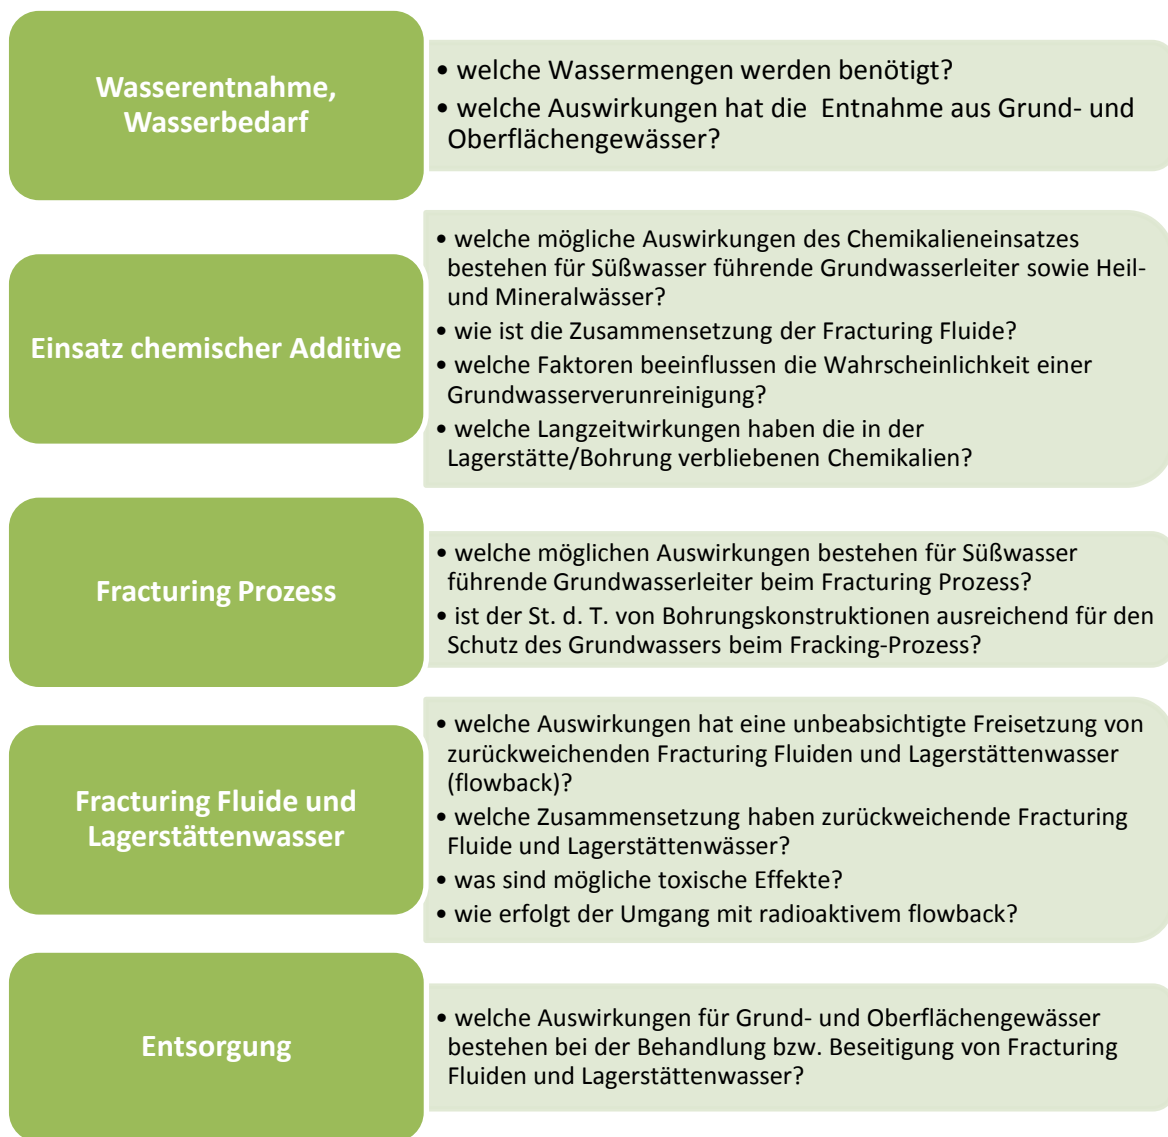 Wasserentnahme,
Wasserbedarf
• welche Wassermengen werden benötigt?
• welche Auswirkungen hat die Entnahme aus Grund- und
Oberflächengewässer?
Einsatz chemischer Additive
• welche mögliche Auswirkungen des Chemikalieneinsatzes
bestehen für Süßwasser führende Grundwasserleiter sowie Heil-
und Mineralwässer?
• wie ist die Zusammensetzung der Fracturing Fluide?
• welche Faktoren beeinflussen die Wahrscheinlichkeit einer
Grundwasserverunreinigung?
• welche Langzeitwirkungen haben die in der
Lagerstätte/Bohrung verbliebenen Chemikalien?
Fracturing Prozess
• welche möglichen Auswirkungen bestehen für Süßwasser
führende Grundwasserleiter beim Fracturing Prozess?
• ist der St. d. T. von Bohrungskonstruktionen ausreichend für den
Schutz des Grundwassers beim Fracking-Prozess?
Fracturing Fluide und
Lagerstättenwasser
• welche Auswirkungen hat eine unbeabsichtigte Freisetzung von
zurückweichenden Fracturing Fluiden und Lagerstättenwasser
(flowback)?
• welche Zusammensetzung haben zurückweichende Fracturing
Fluide und Lagerstättenwässer?
• was sind mögliche toxische Effekte?
• wie erfolgt der Umgang mit radioaktivem flowback?
Entsorgung
• welche Auswirkungen für Grund- und Oberflächengewässer
bestehen bei der Behandlung bzw. Beseitigung von Fracturing
Fluiden und Lagerstättenwasser?